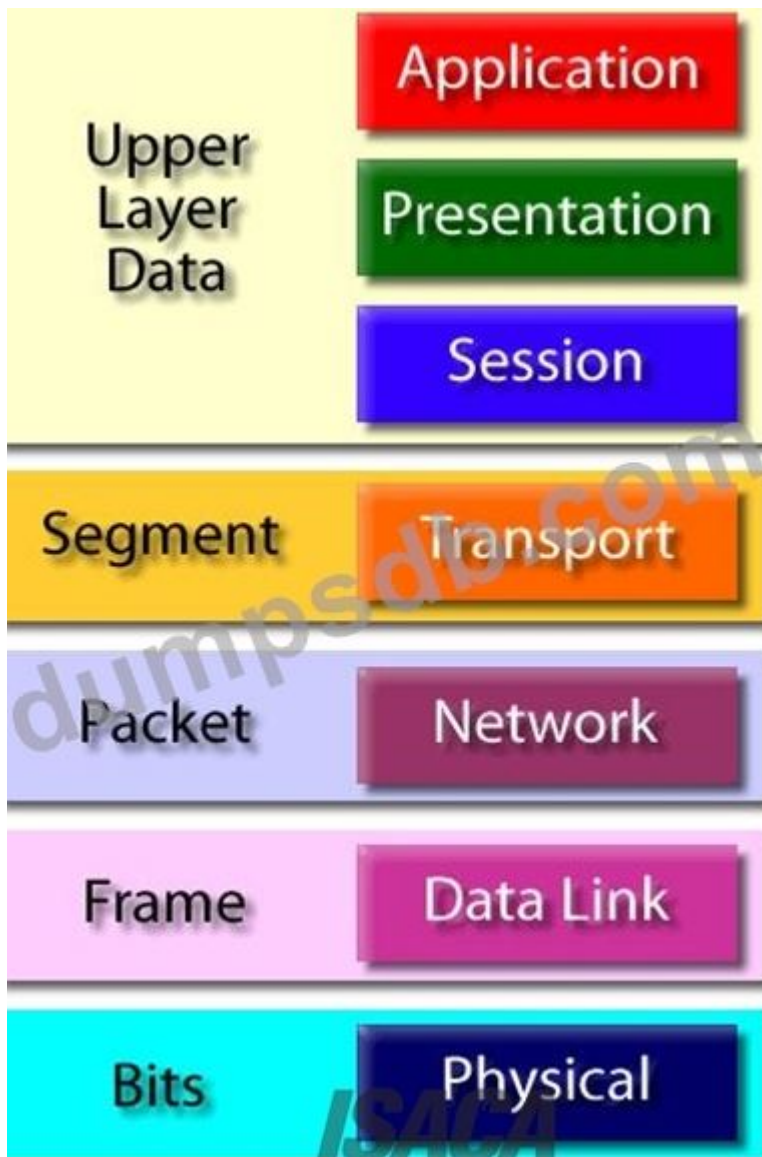 Application
Upper
Layer
Data
Presentation
Session
Segment
Transport
dumpsdb.com
Packet
Network
Frame
Data Link
Bits
Physical
ISACA